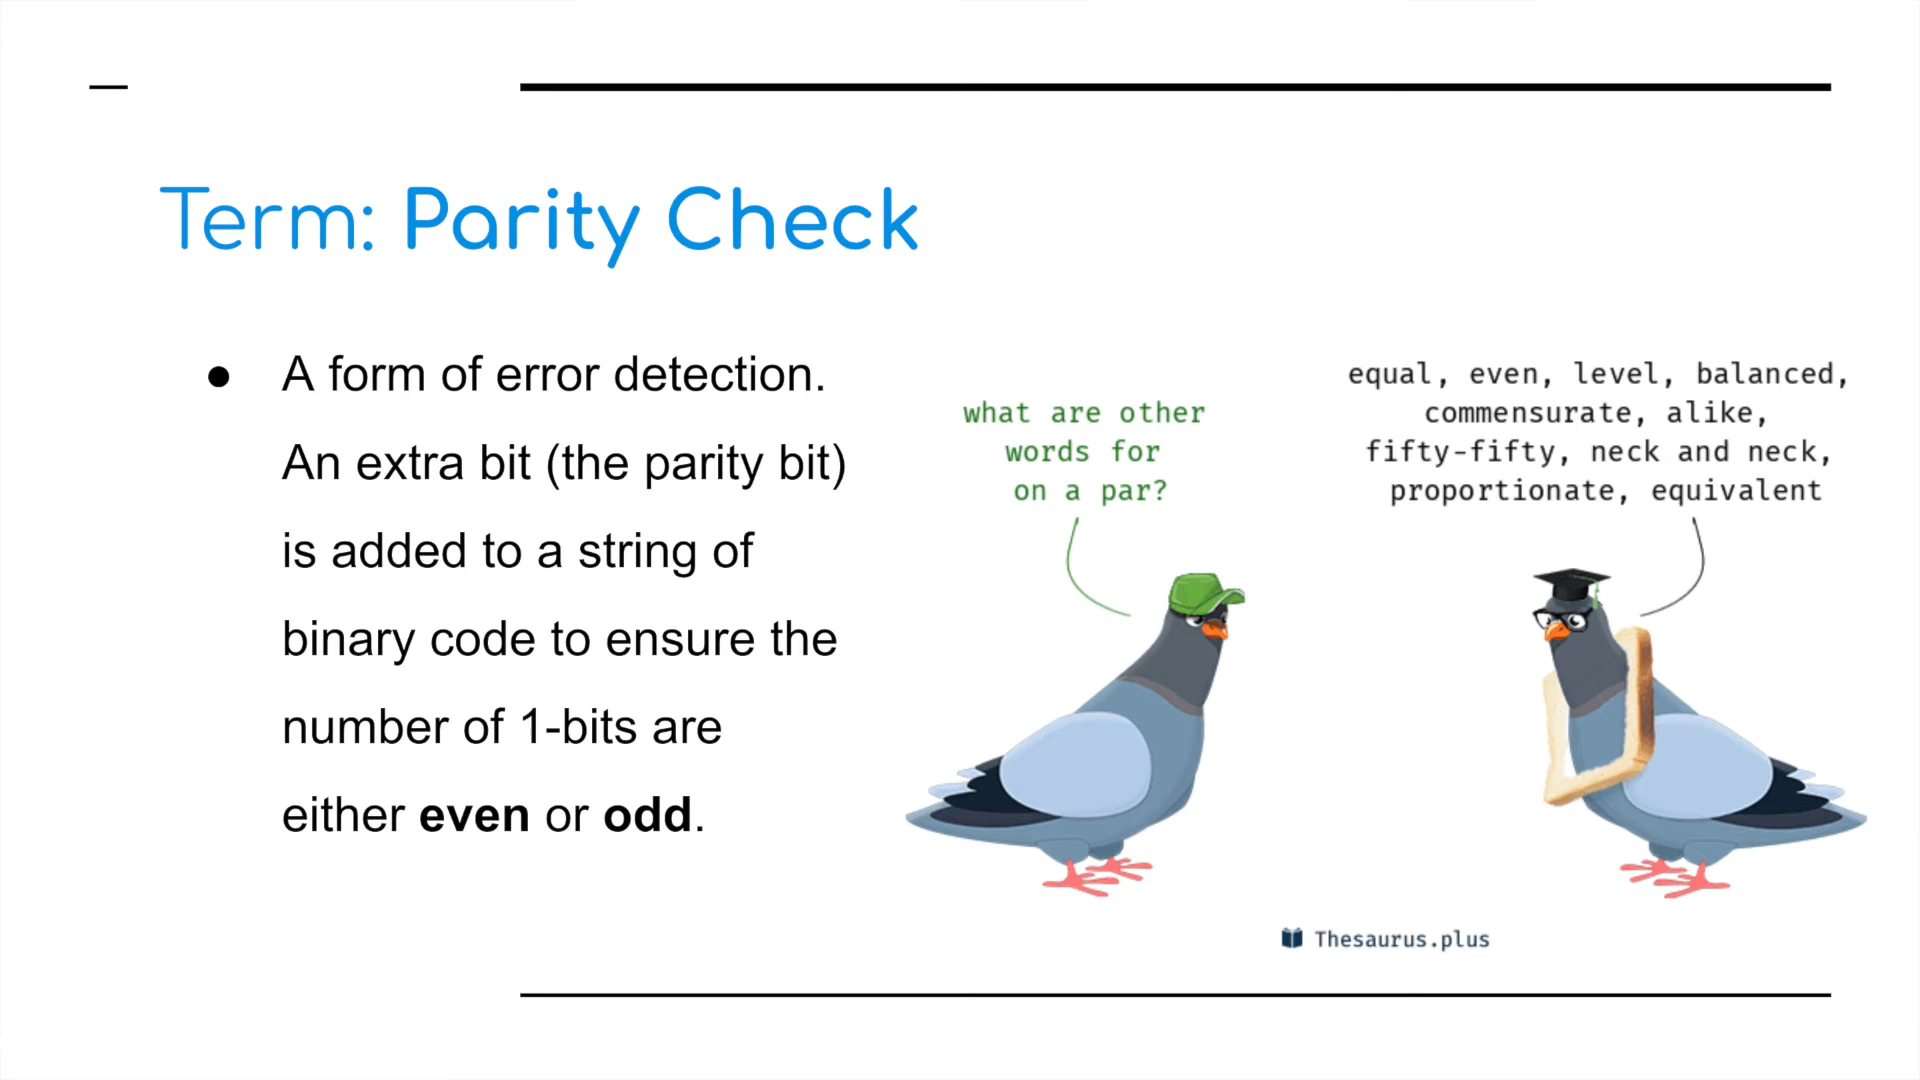 Term: Parity Check
● A form of error detection.
An extra bit (the parity bit)
is added to a string of
binary code to ensure the
number of 1-bits are
either even or odd.
what are other
words for
on a par?
equal, even, level, balanced,
commensurate, alike,
fifty-fifty, neck and neck,
proportionate, equivalent
Thesaurus.plus